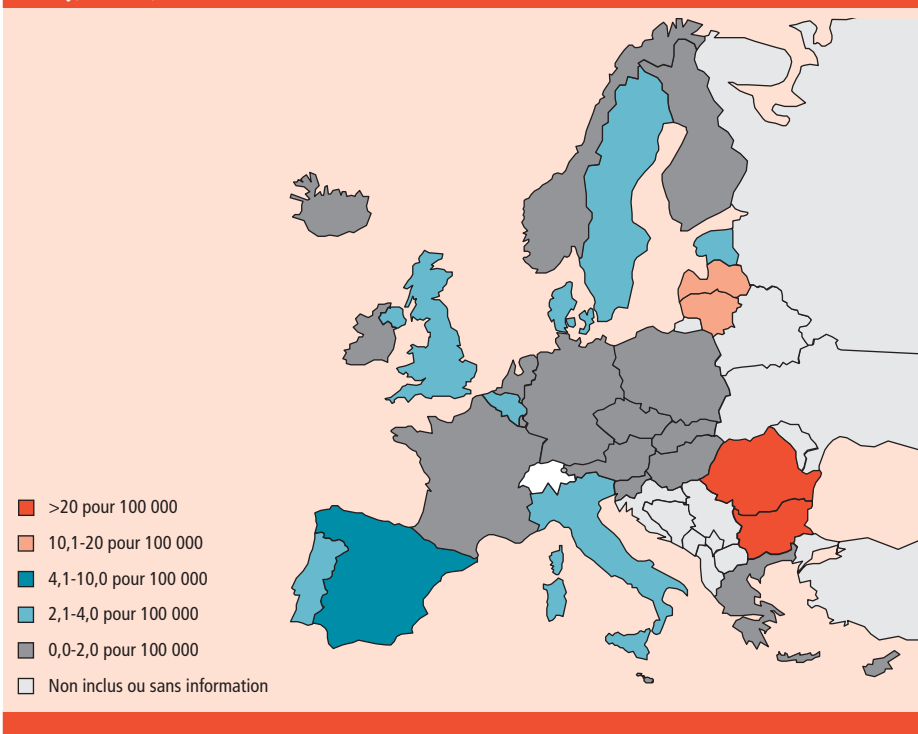 >20 pour 100 000
10,1-20 pour 100 000
4,1-10,0 pour 100 000
2,1-4,0 pour 100 000
0,0-2,0 pour 100 000
Non inclus ou sans information